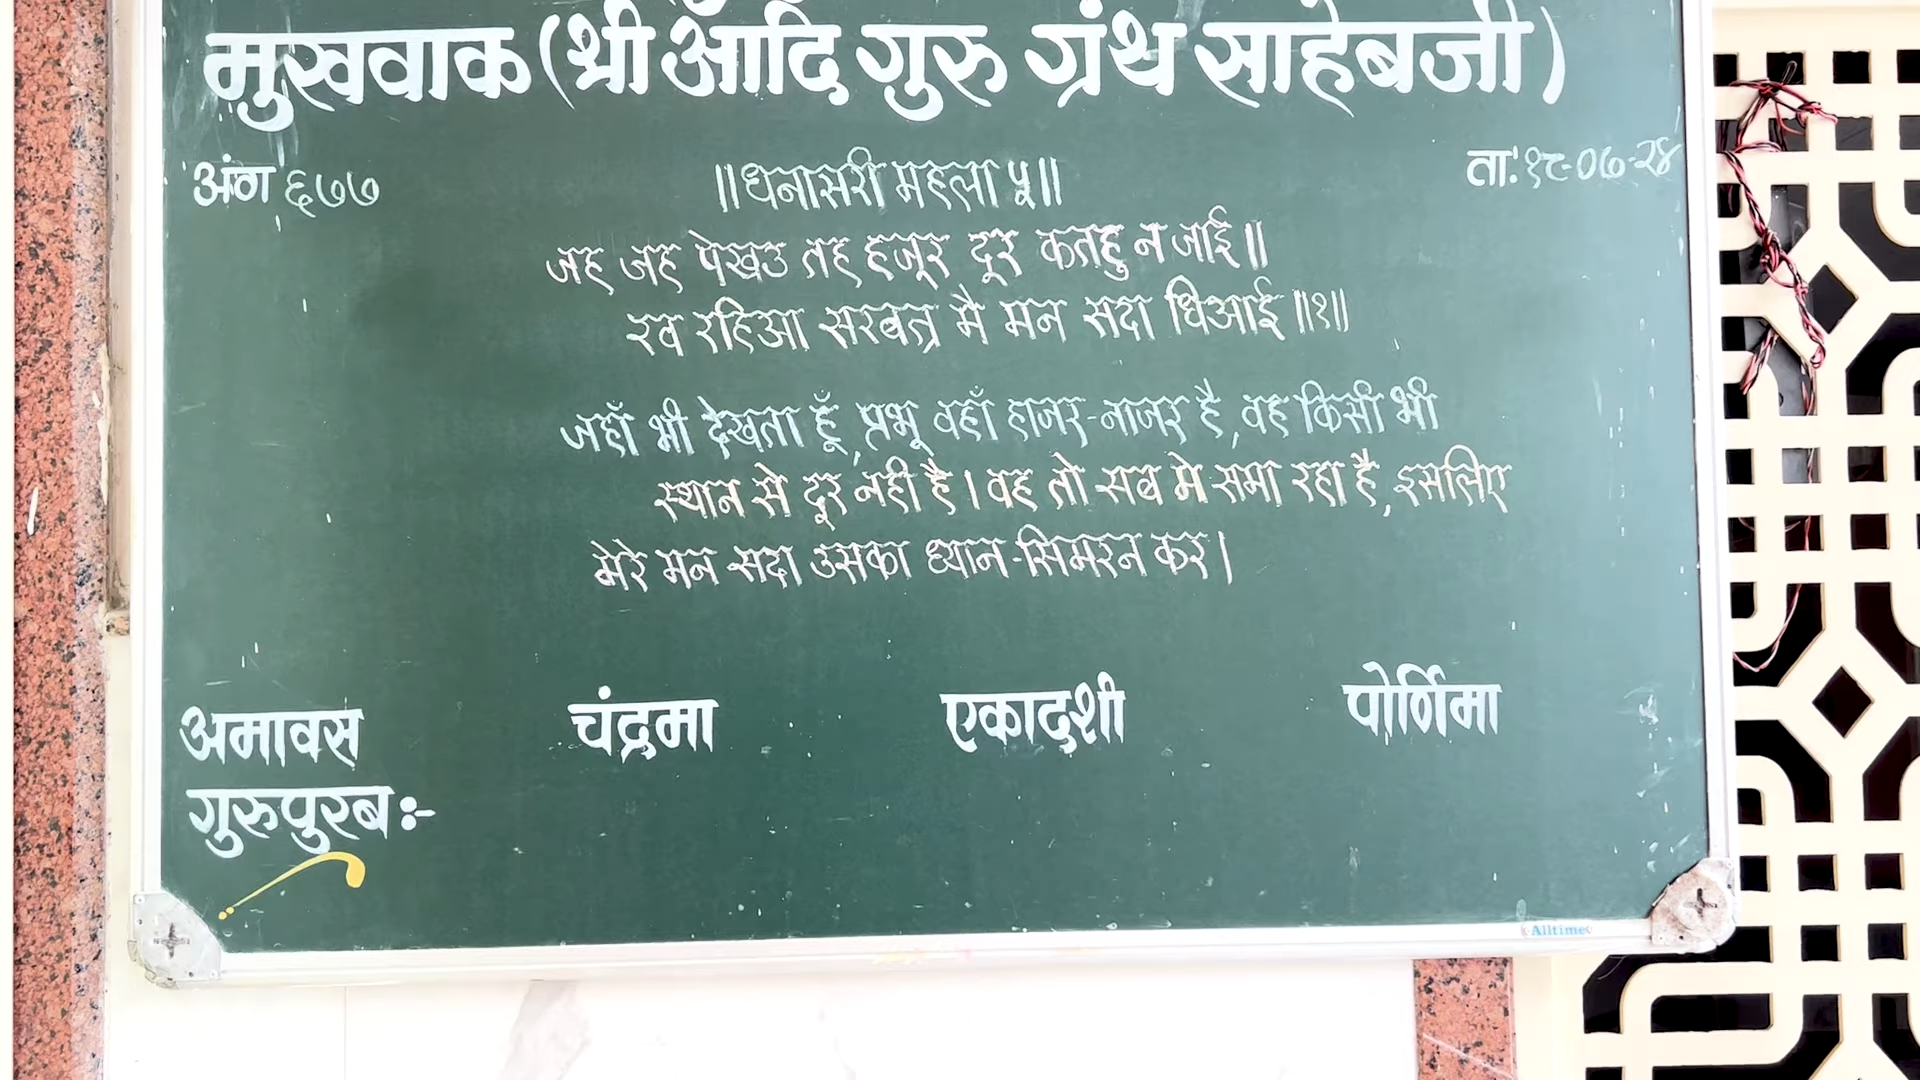 मुखवाक (श्री आँदि गुरु ग्रंथ साहेबजी)
अंग ६७७
॥धनासरी महला ५॥
ता: १८-०७-२४
जह जह पेखउ तह हजूर दूर कतहु न जाई॥
रव रहिआ सरबत्र मै मन सदा धिआई॥१॥
जहाँ भी देखता हूँ, प्रभू वहाँ हाजर-नाजर है, वह किसी भी
स्थान से दूर नही है। वह तो सब मे समा रहा है, इसलिए
मेरे मन सदा उसका ध्यान-सिमरन कर।
अमावस चंद्रमा एकादशी पोर्णिमा
गुरुपुरब :-
Alltime